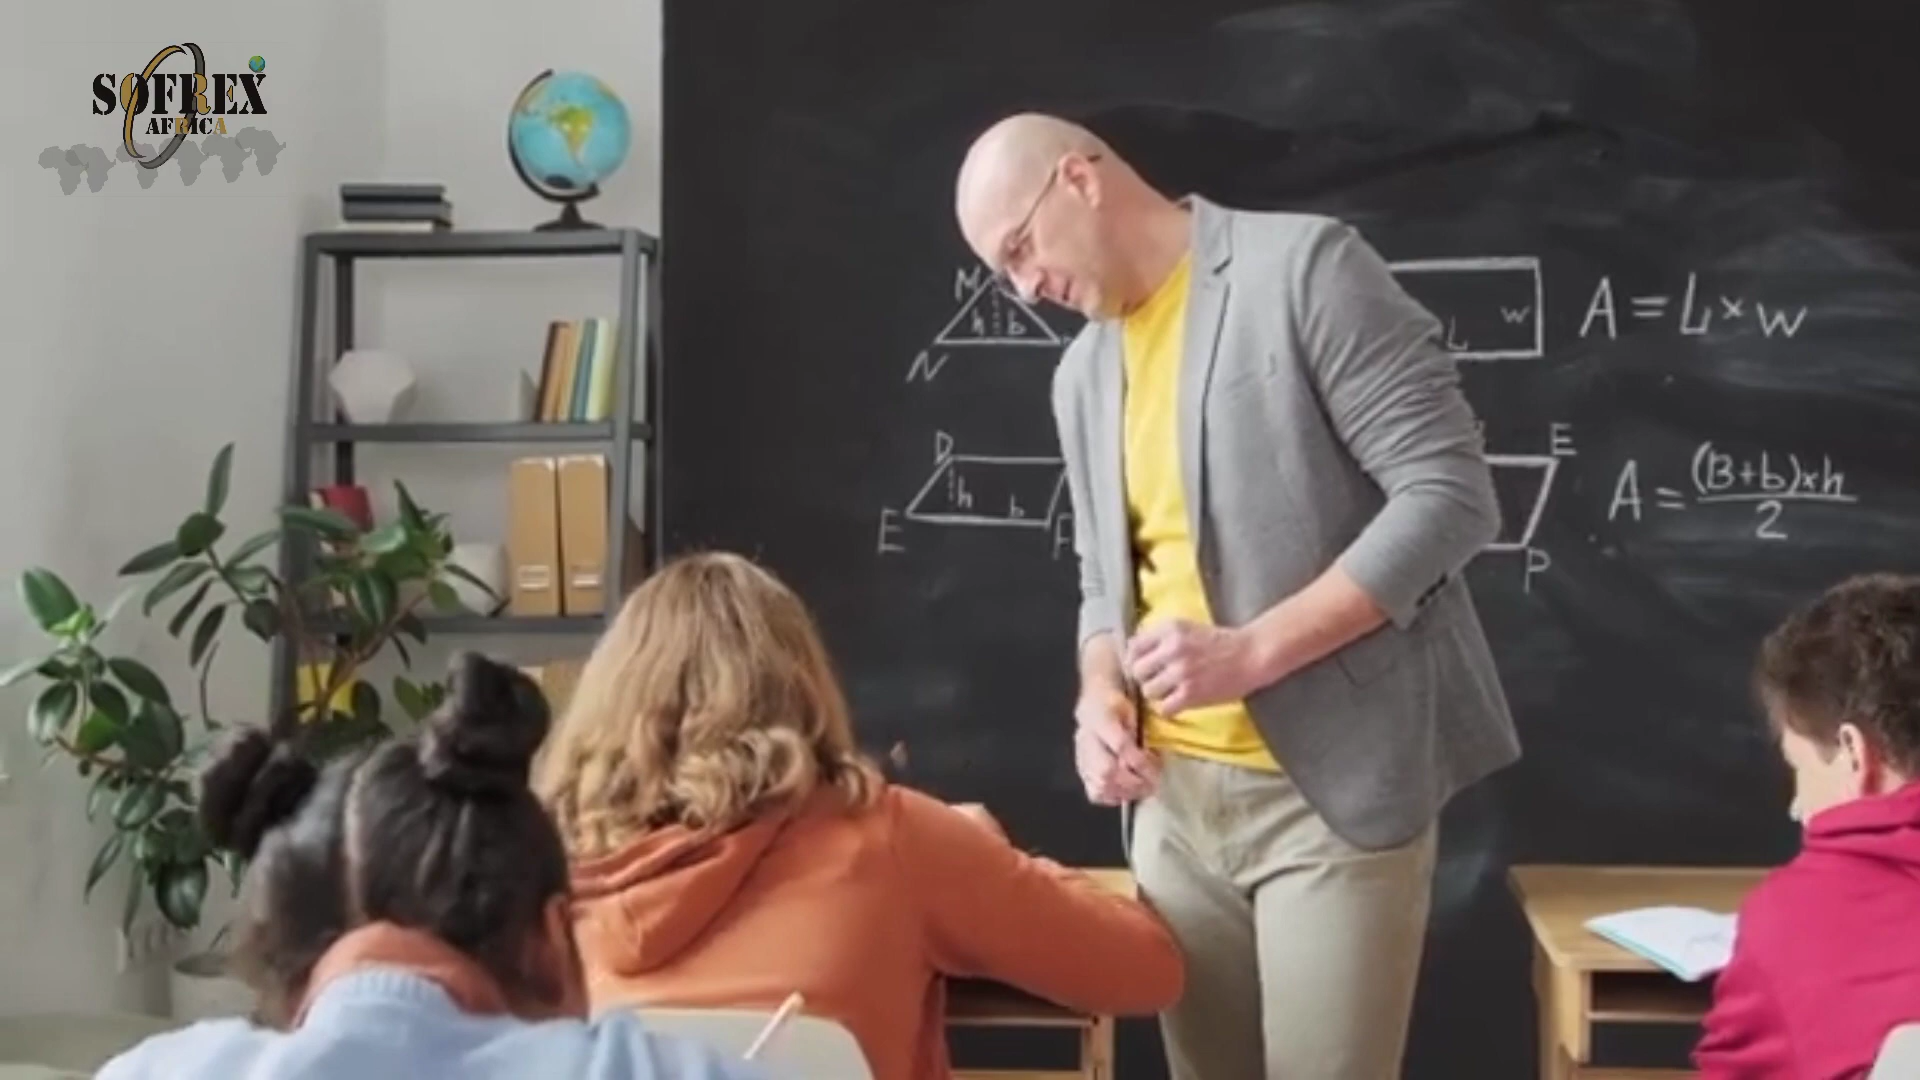 SOFREX
AFRICA
M
h b
N
w
L
A = L × w
D
h
b
E
E
A = (B+b)×h
2
P